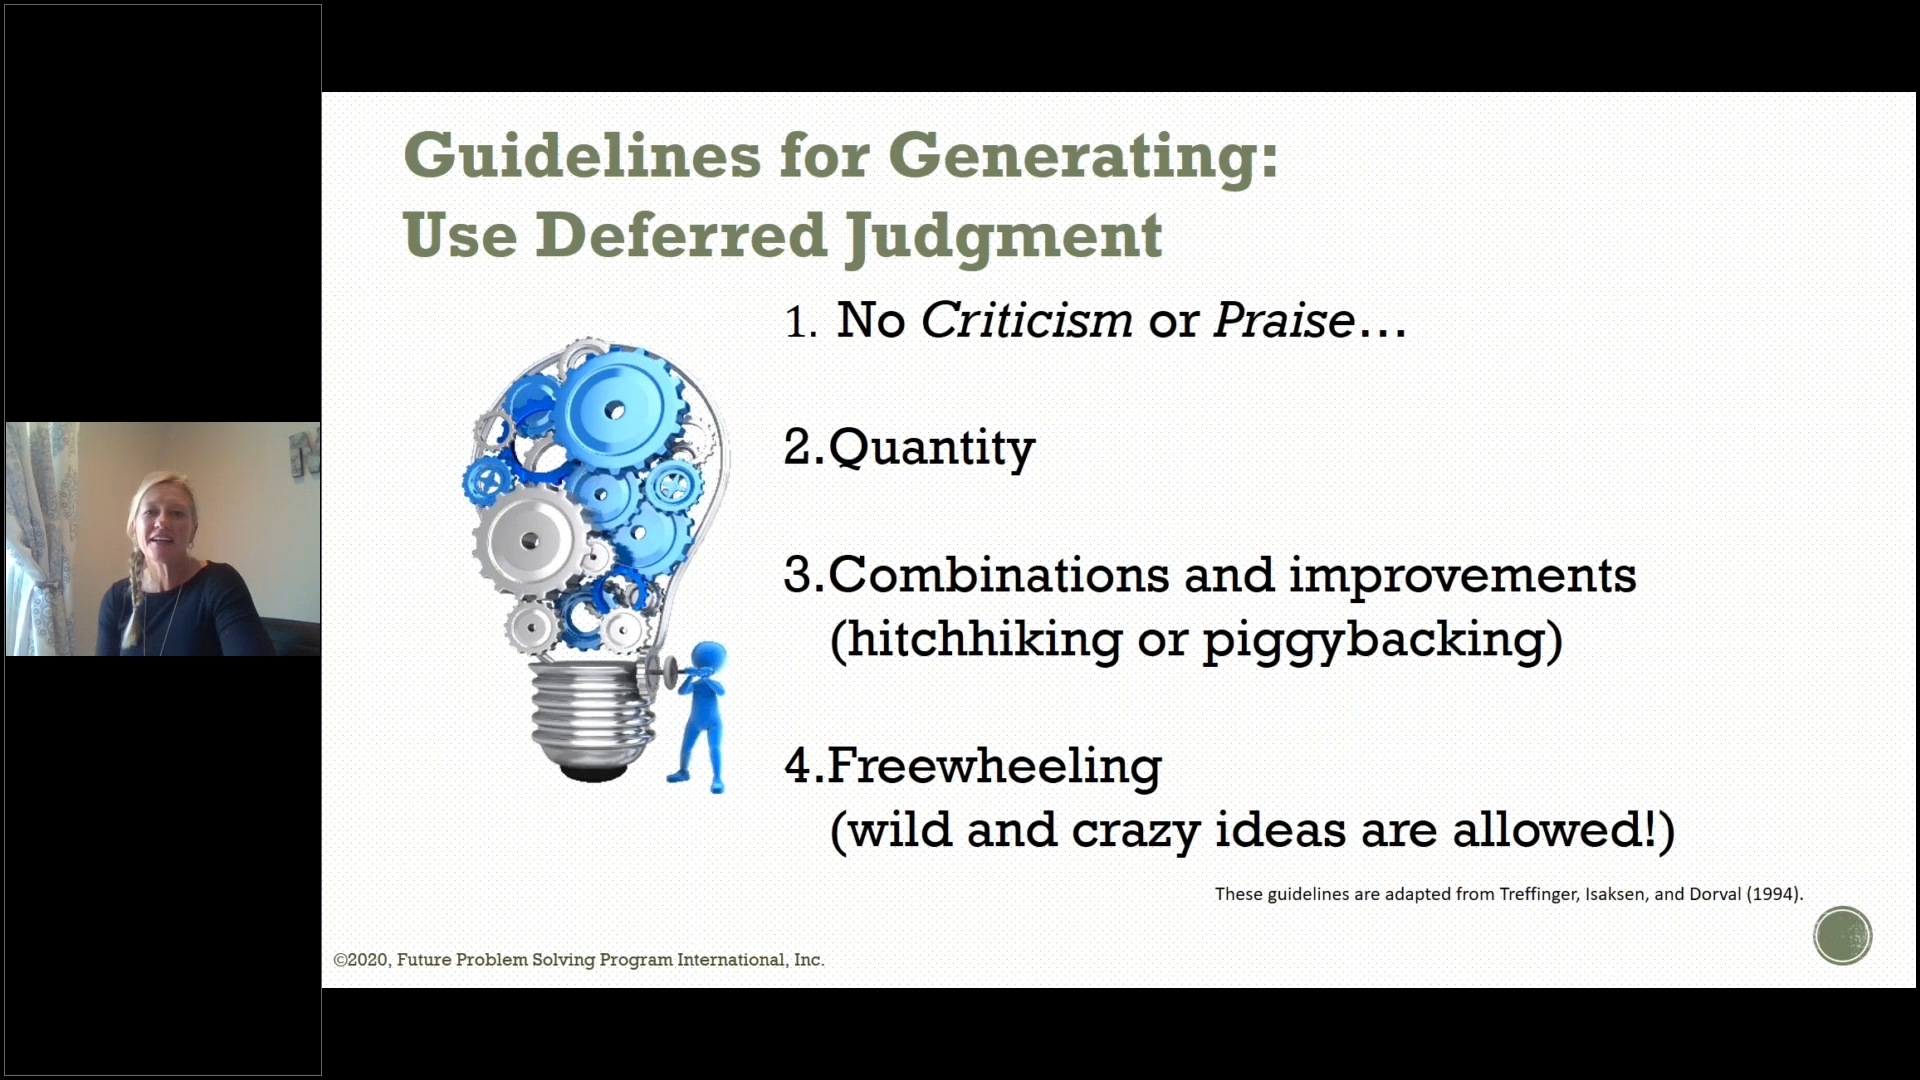 Guidelines for Generating:
Use Deferred Judgment
1. No Criticism or Praise...
2.Quantity
3.Combinations and improvements
(hitchhiking or piggybacking)
4.Freewheeling
(wild and crazy ideas are allowed!)
These guidelines are adapted from Treffinger, Isaksen, and Dorval (1994).
©2020, Future Problem Solving Program International, Inc.